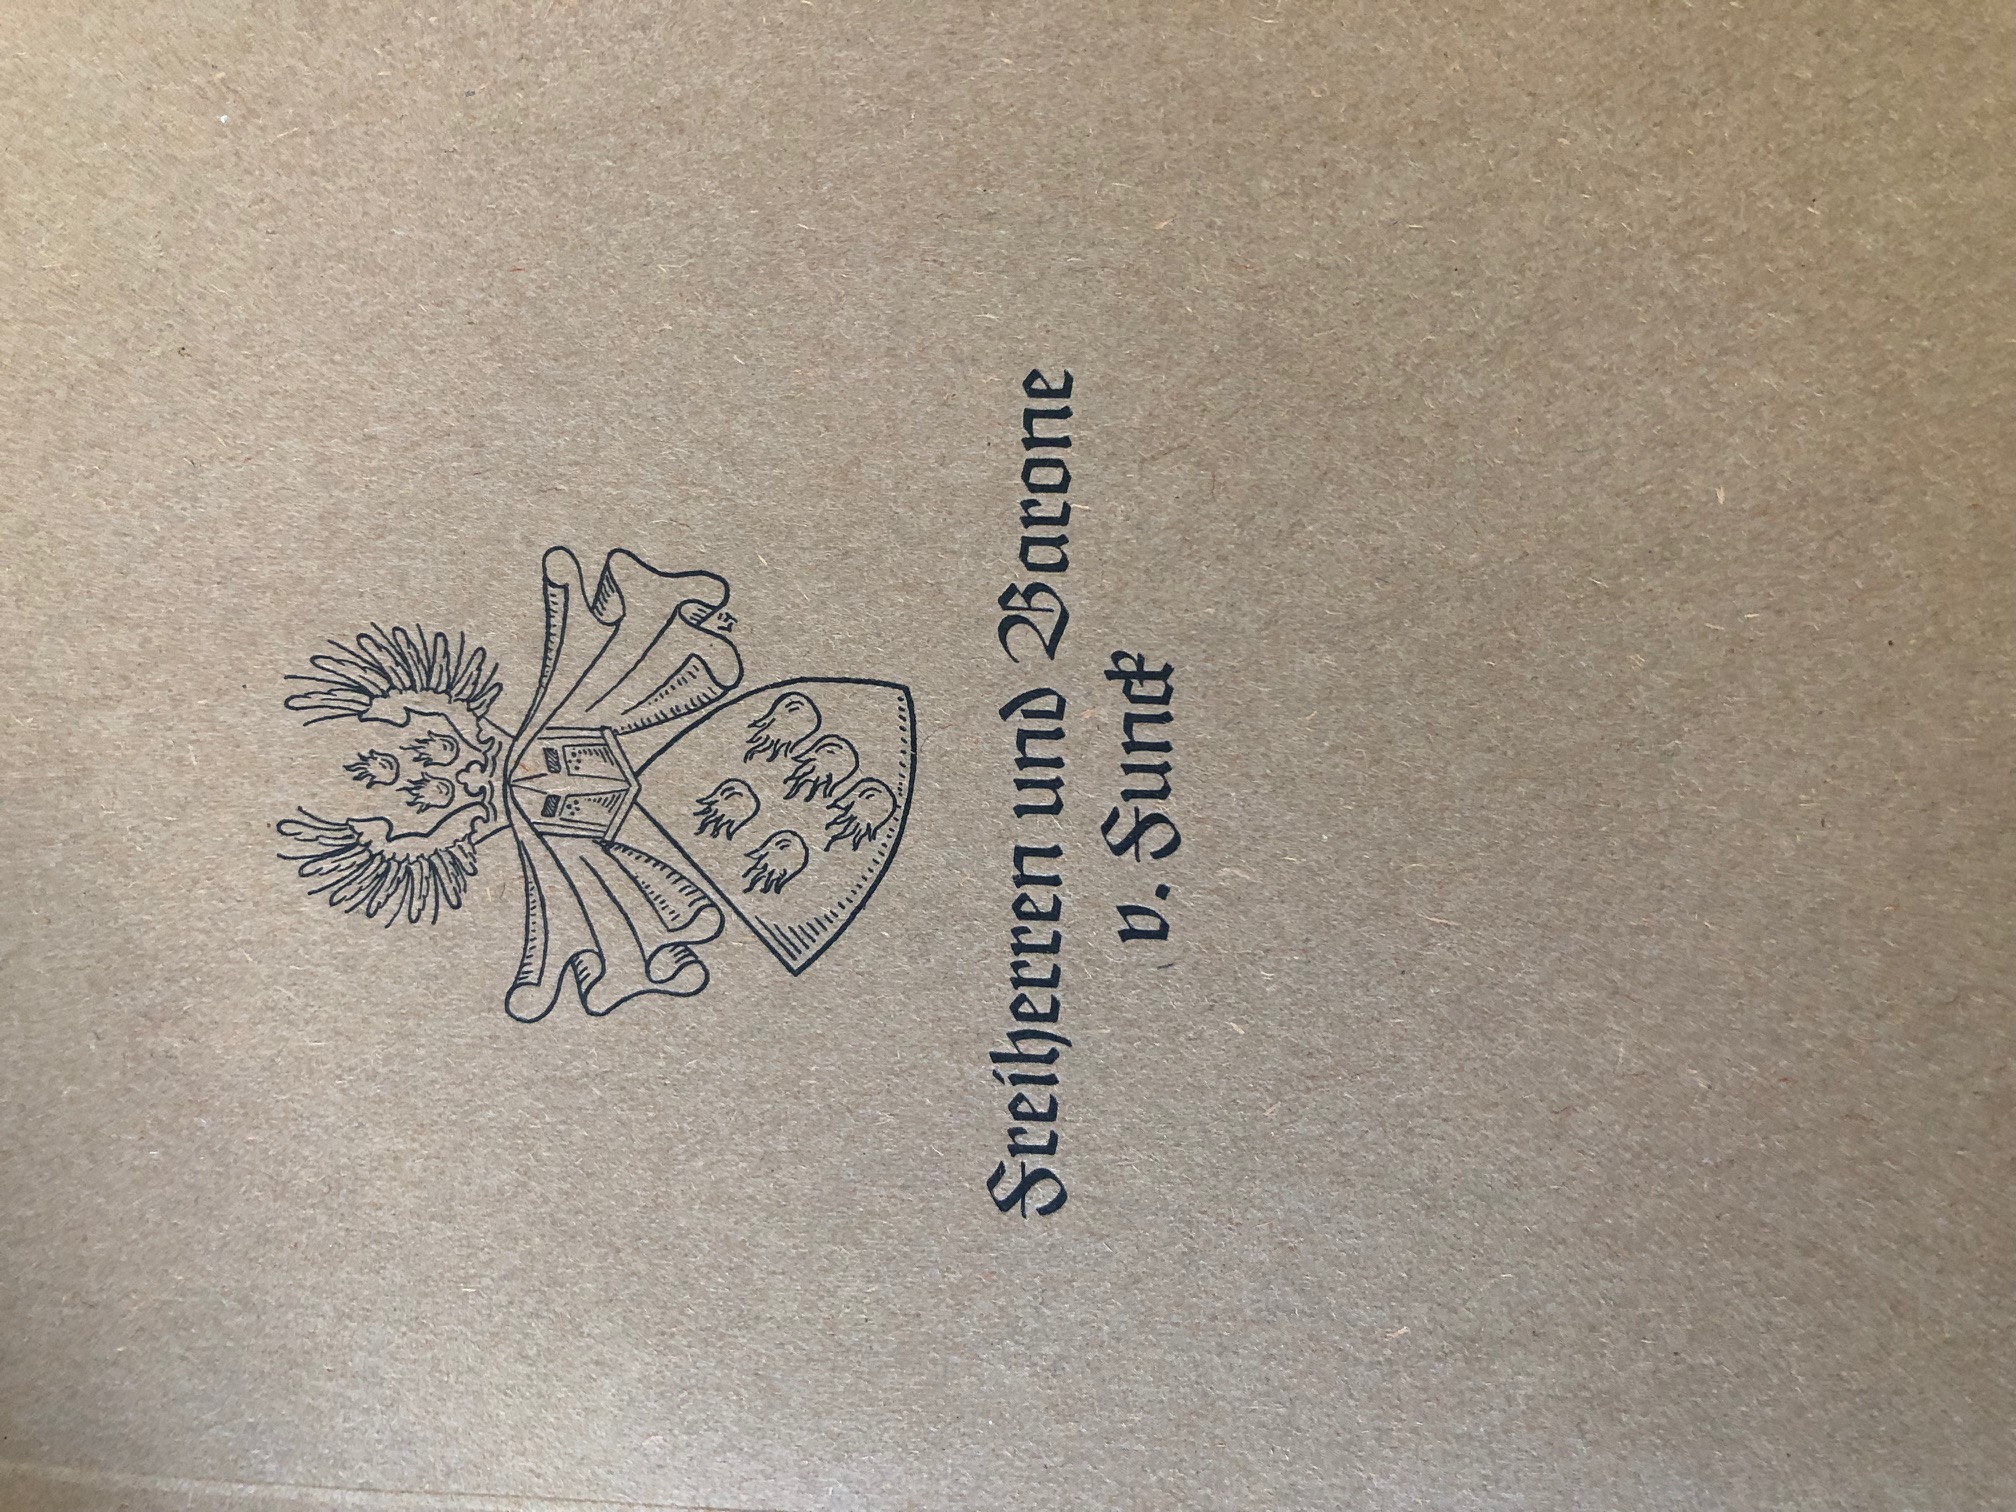 Freiherren und Barone
v. Funck